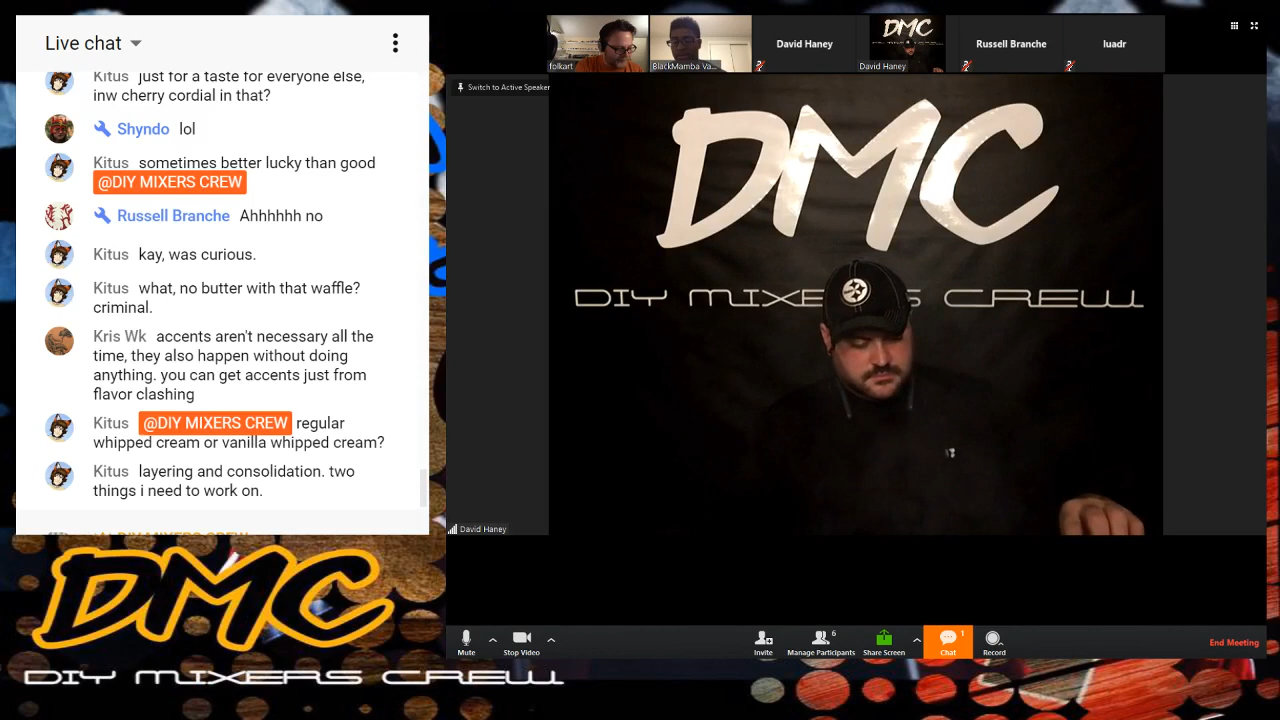 Live chat
Kitus just for a taste for everyone else,
inw cherry cordial in that?
Shyndo lol
Kitus sometimes better lucky than good
@DIY MIXERS CREW
Russell Branche Ahhhhhh no
Kitus kay, was curious.
Kitus what, no butter with that waffle?
criminal.
Kris Wk accents aren't necessary all the
time, they also happen without doing
anything. you can get accents just from
flavor clashing
Kitus @DIY MIXERS CREW regular
whipped cream or vanilla whipped cream?
Kitus layering and consolidation. two
things i need to work on.
DMC
DIY MIXERS CREW
folkart
BlackMamba Va...
David Haney
DMC
David Haney
Russell Branche
luadr
Switch to Active Speaker
DMC
DIY MIXERS CREW
David Haney
Mute
Stop Video
Invite
6
Manage Participants
Share Screen
1
Chat
Record
End Meeting